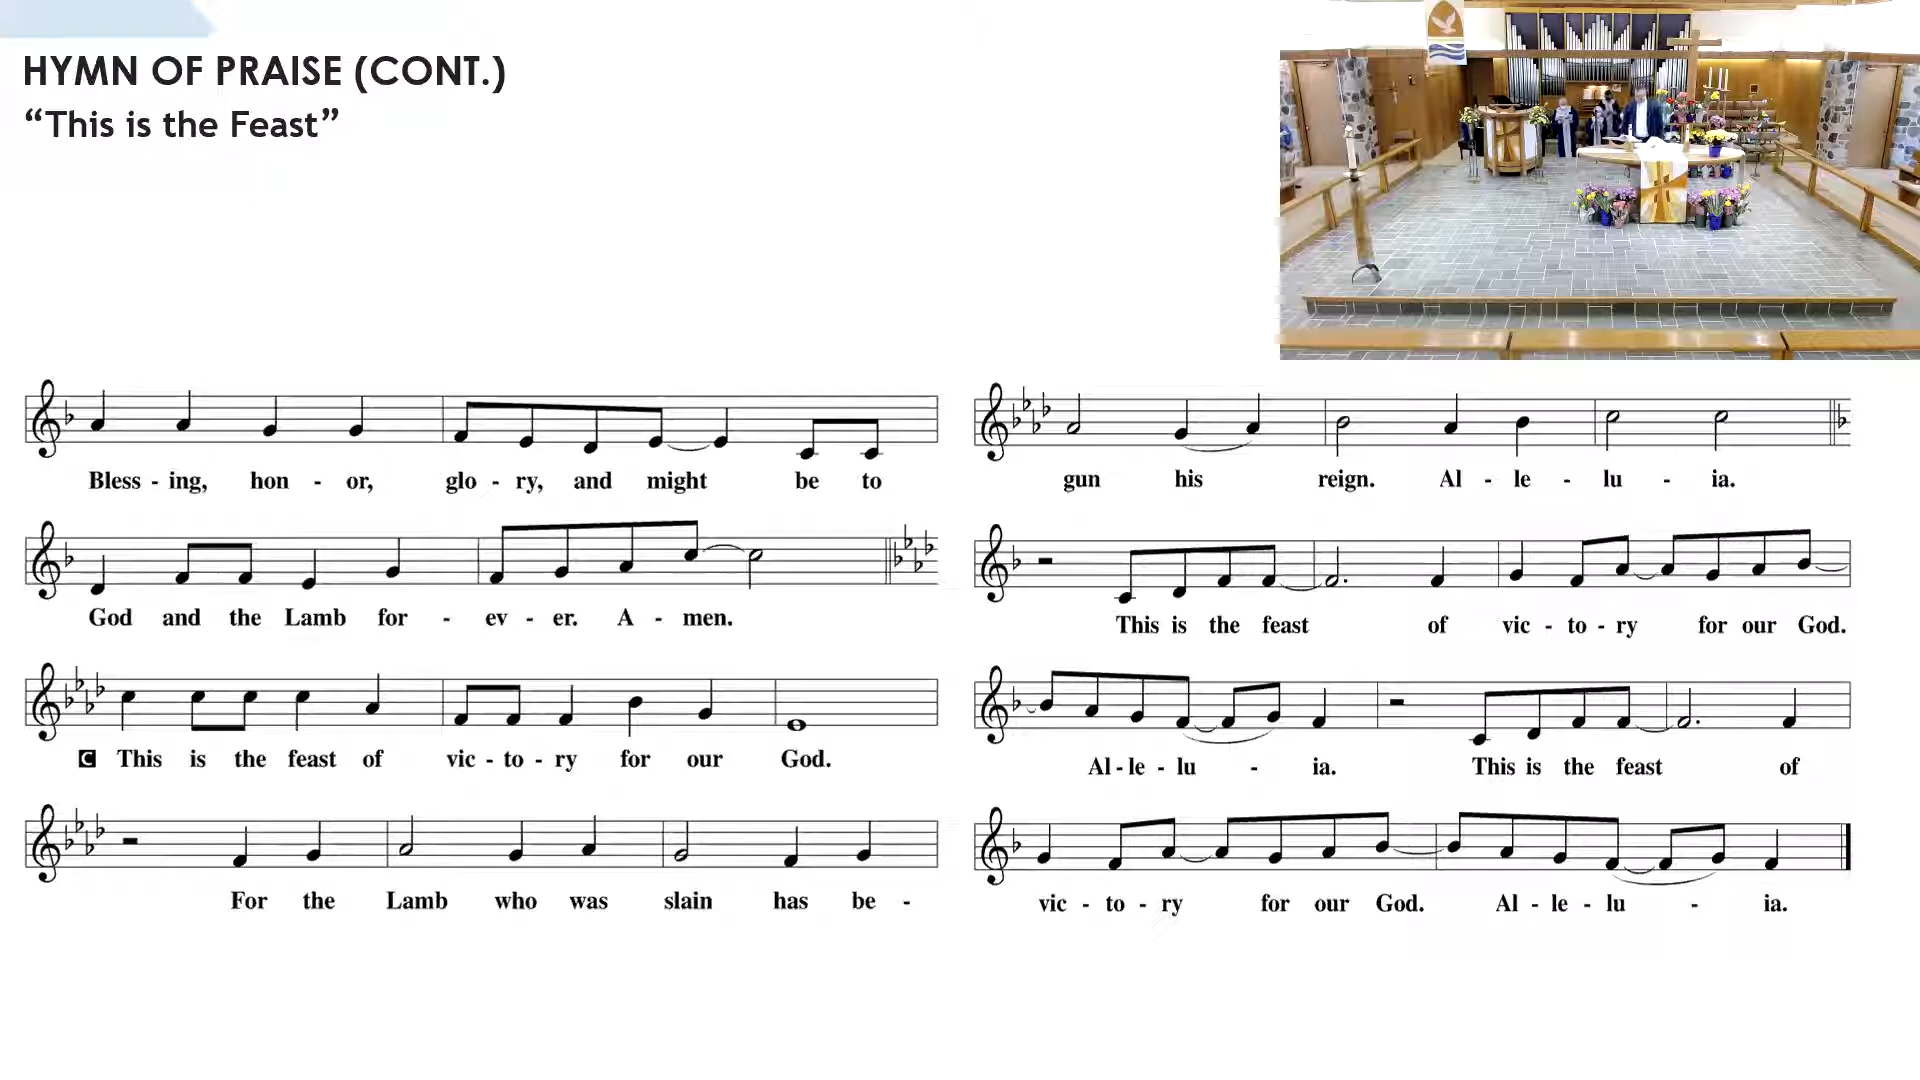 HYMN OF PRAISE (CONT.)
“This is the Feast”
Bless - ing, hon - or, glo - ry, and might be to
God and the Lamb for - ev - er. A - men.
C This is the feast of vic - to - ry for our God.
For the Lamb who was slain has be -
gun his reign. Al - le - lu - ia.
This is the feast of vic - to - ry for our God.
Al - le - lu - ia. This is the feast of
vic - to - ry for our God. Al - le - lu - ia.